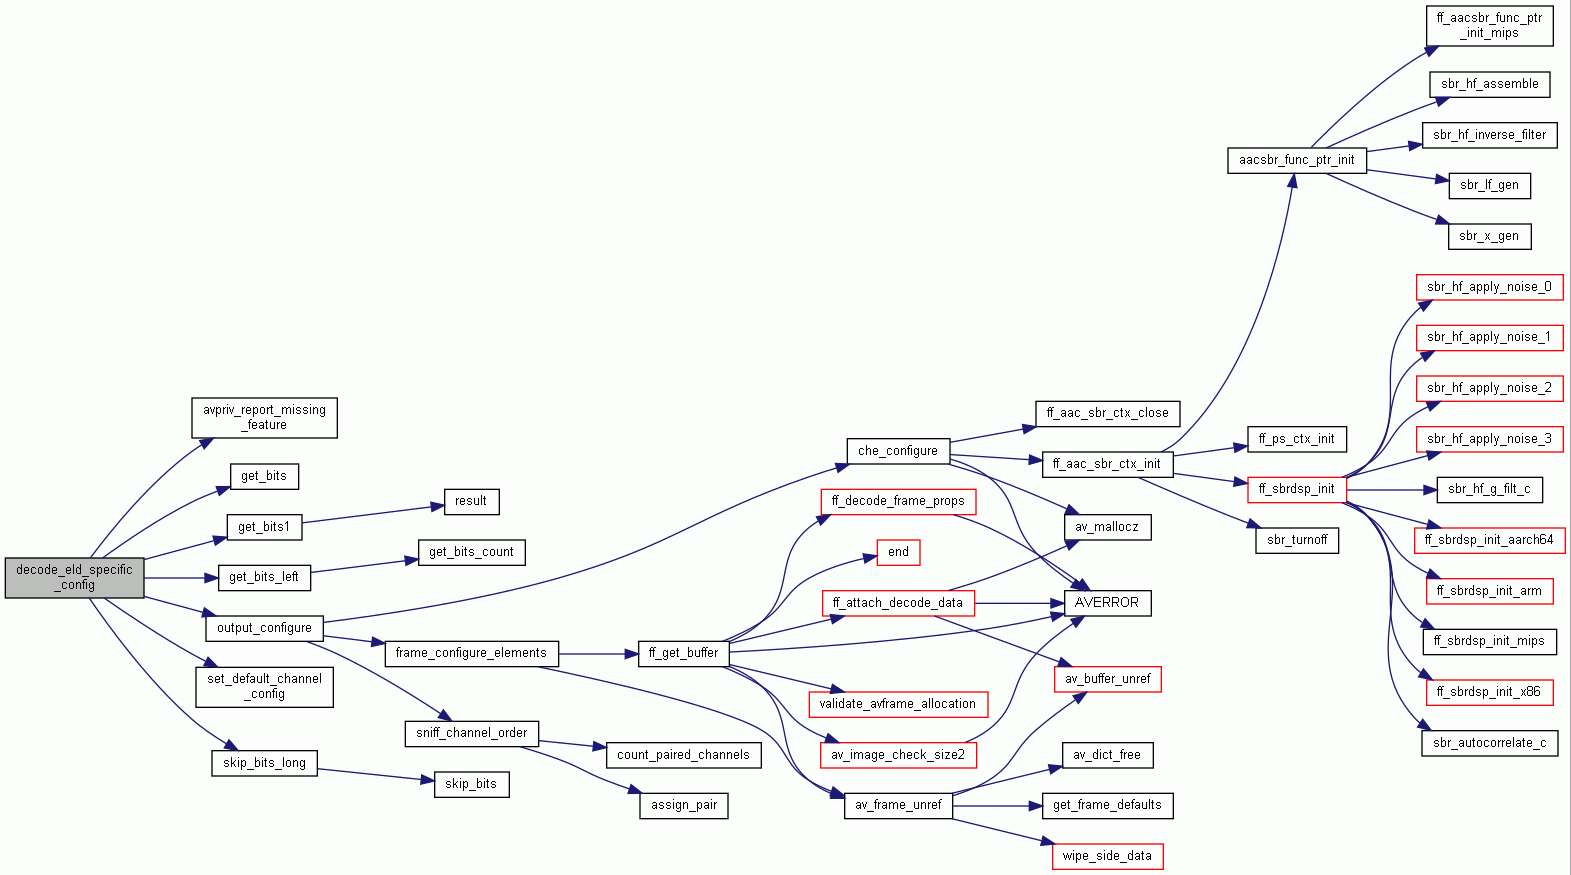 ff_aacsbr_func_ptr
_init_mips
sbr_hf_assemble
sbr_hf_inverse_filter
aacsbr_func_ptr_init
sbr_lf_gen
sbr_x_gen
sbr_hf_apply_noise_0
sbr_hf_apply_noise_1
sbr_hf_apply_noise_2
avpriv_report_missing
_feature
ff_aac_sbr_ctx_close
sbr_hf_apply_noise_3
ff_ps_ctx_init
che_configure
ff_aac_sbr_ctx_init
get_bits
ff_sbrdsp_init
sbr_hf_g_filt_c
result
ff_decode_frame_props
get_bits1
av_mallocz
sbr_turnoff
ff_sbrdsp_init_aarch64
get_bits_count
end
decode_eld_specific
_config
get_bits_left
ff_sbrdsp_init_arm
ff_attach_decode_data
AVERROR
output_configure
ff_sbrdsp_init_mips
frame_configure_elements
ff_get_buffer
set_default_channel
_config
av_buffer_unref
ff_sbrdsp_init_x86
validate_avframe_allocation
sniff_channel_order
sbr_autocorrelate_c
count_paired_channels
av_image_check_size2
av_dict_free
skip_bits_long
skip_bits
assign_pair
av_frame_unref
get_frame_defaults
wipe_side_data